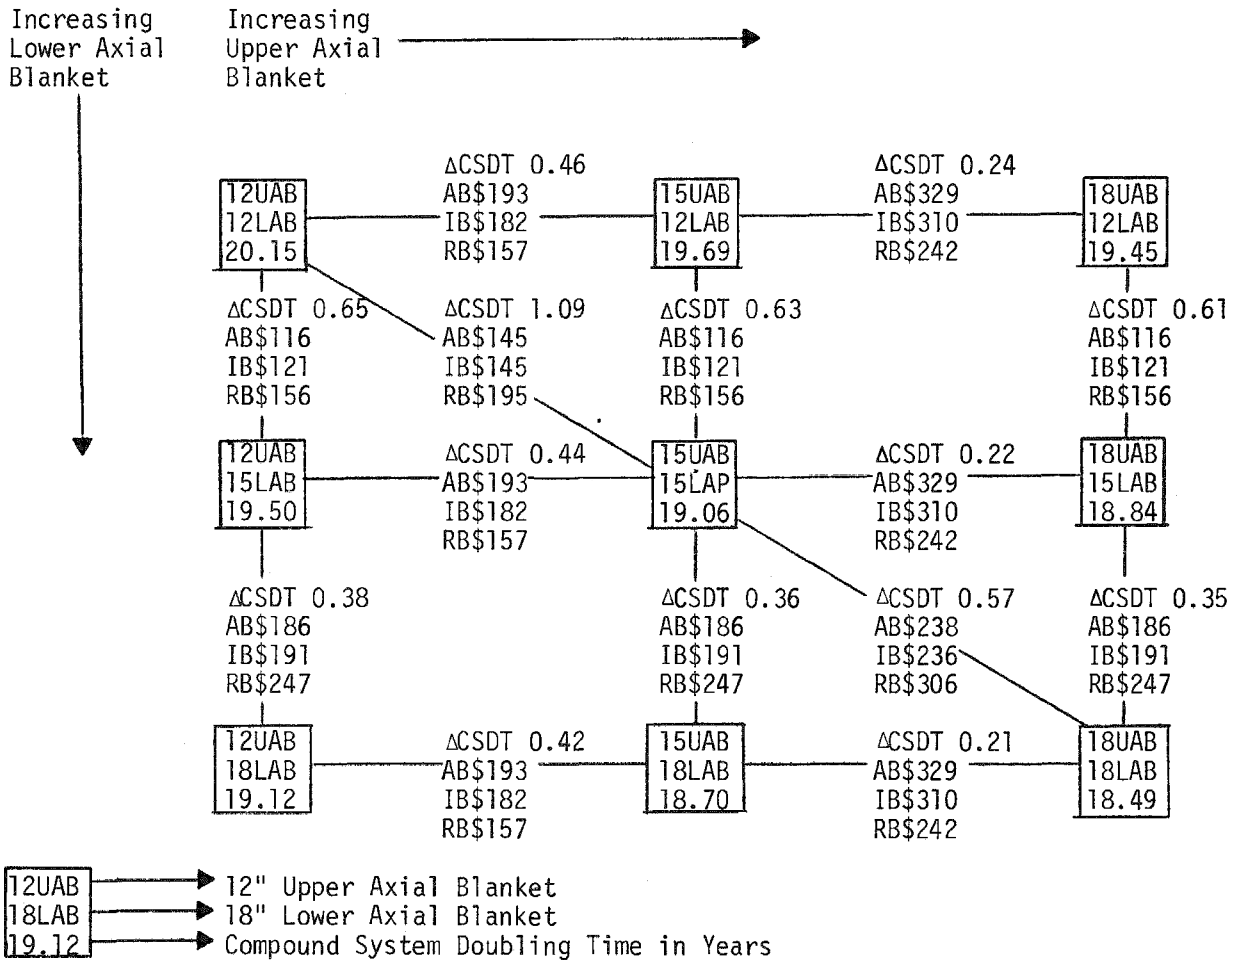 Increasing
Lower Axial
Blanket
Increasing
Upper Axial
Blanket
12UAB
12LAB
20.15
ΔCSDT 0.46
AB$193
IB$182
RB$157
15UAB
12LAB
19.69
ΔCSDT 0.24
AB$329
IB$310
RB$242
18UAB
12LAB
19.45
ΔCSDT 0.65
AB$116
IB$121
RB$156
ΔCSDT 1.09
AB$145
IB$145
RB$195
ΔCSDT 0.63
AB$116
IB$121
RB$156
ΔCSDT 0.61
AB$116
IB$121
RB$156
12UAB
15LAB
19.50
ΔCSDT 0.44
AB$193
IB$182
RB$157
15UAB
15LAP
19.06
ΔCSDT 0.22
AB$329
IB$310
RB$242
18UAB
15LAB
18.84
ΔCSDT 0.38
AB$186
IB$191
RB$247
ΔCSDT 0.36
AB$186
IB$191
RB$247
ΔCSDT 0.57
AB$238
IB$236
RB$306
ΔCSDT 0.35
AB$186
IB$191
RB$247
12UAB
18LAB
19.12
ΔCSDT 0.42
AB$193
IB$182
RB$157
15UAB
18LAB
18.70
ΔCSDT 0.21
AB$329
IB$310
RB$242
18UAB
18LAB
18.49
12UAB
18LAB
19.12
12" Upper Axial Blanket
18" Lower Axial Blanket
Compound System Doubling Time in Years